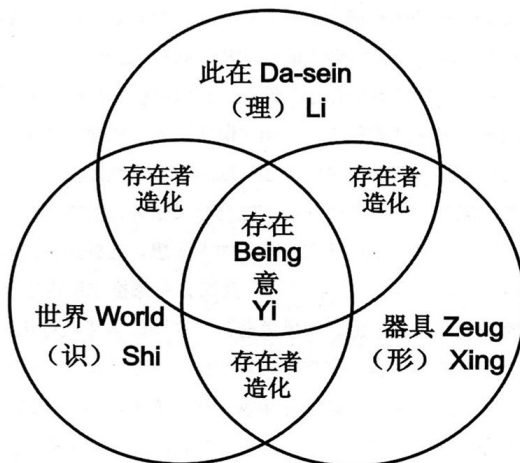 此在 Da-sein
（理） Li
存在者
造化
存在者
造化
存在
Being
意
Yi
世界 World
（识） Shi
器具 Zeug
（形） Xing
存在者
造化